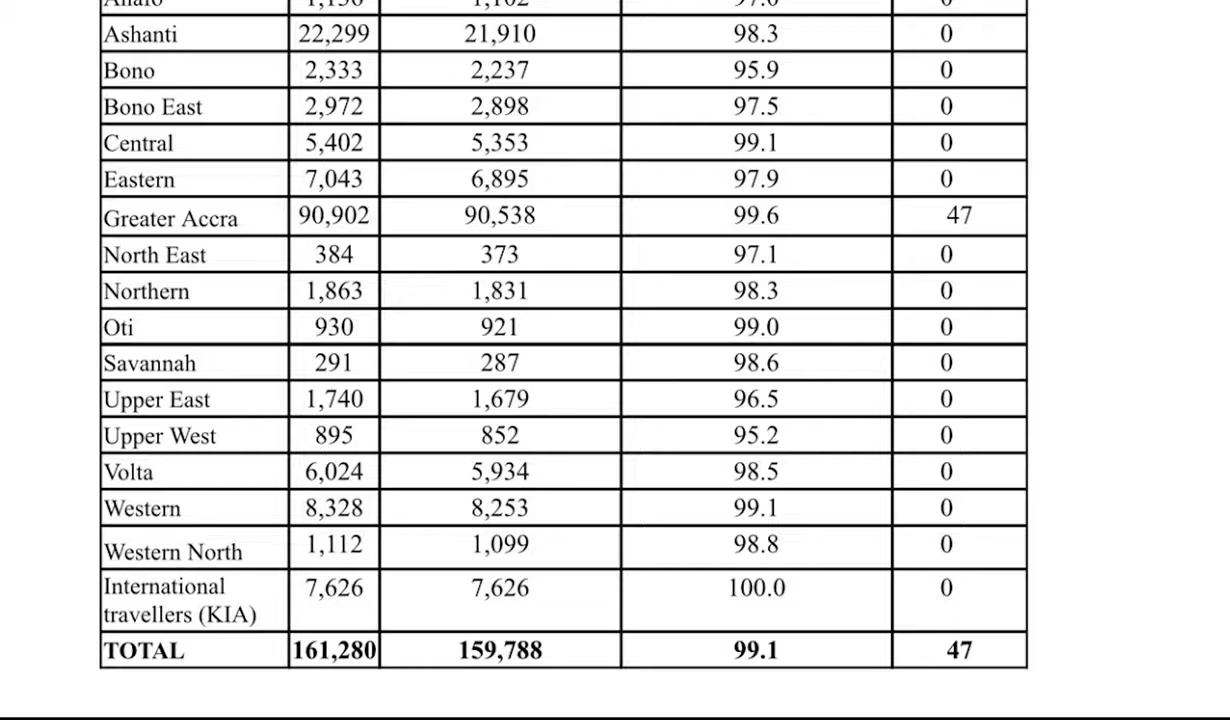 Ashanti 22,299 21,910 98.3 0
Bono 2,333 2,237 95.9 0
Bono East 2,972 2,898 97.5 0
Central 5,402 5,353 99.1 0
Eastern 7,043 6,895 97.9 0
Greater Accra 90,902 90,538 99.6 47
North East 384 373 97.1 0
Northern 1,863 1,831 98.3 0
Oti 930 921 99.0 0
Savannah 291 287 98.6 0
Upper East 1,740 1,679 96.5 0
Upper West 895 852 95.2 0
Volta 6,024 5,934 98.5 0
Western 8,328 8,253 99.1 0
Western North 1,112 1,099 98.8 0
International 7,626 7,626 100.0 0
travellers (KIA)
TOTAL 161,280 159,788 99.1 47